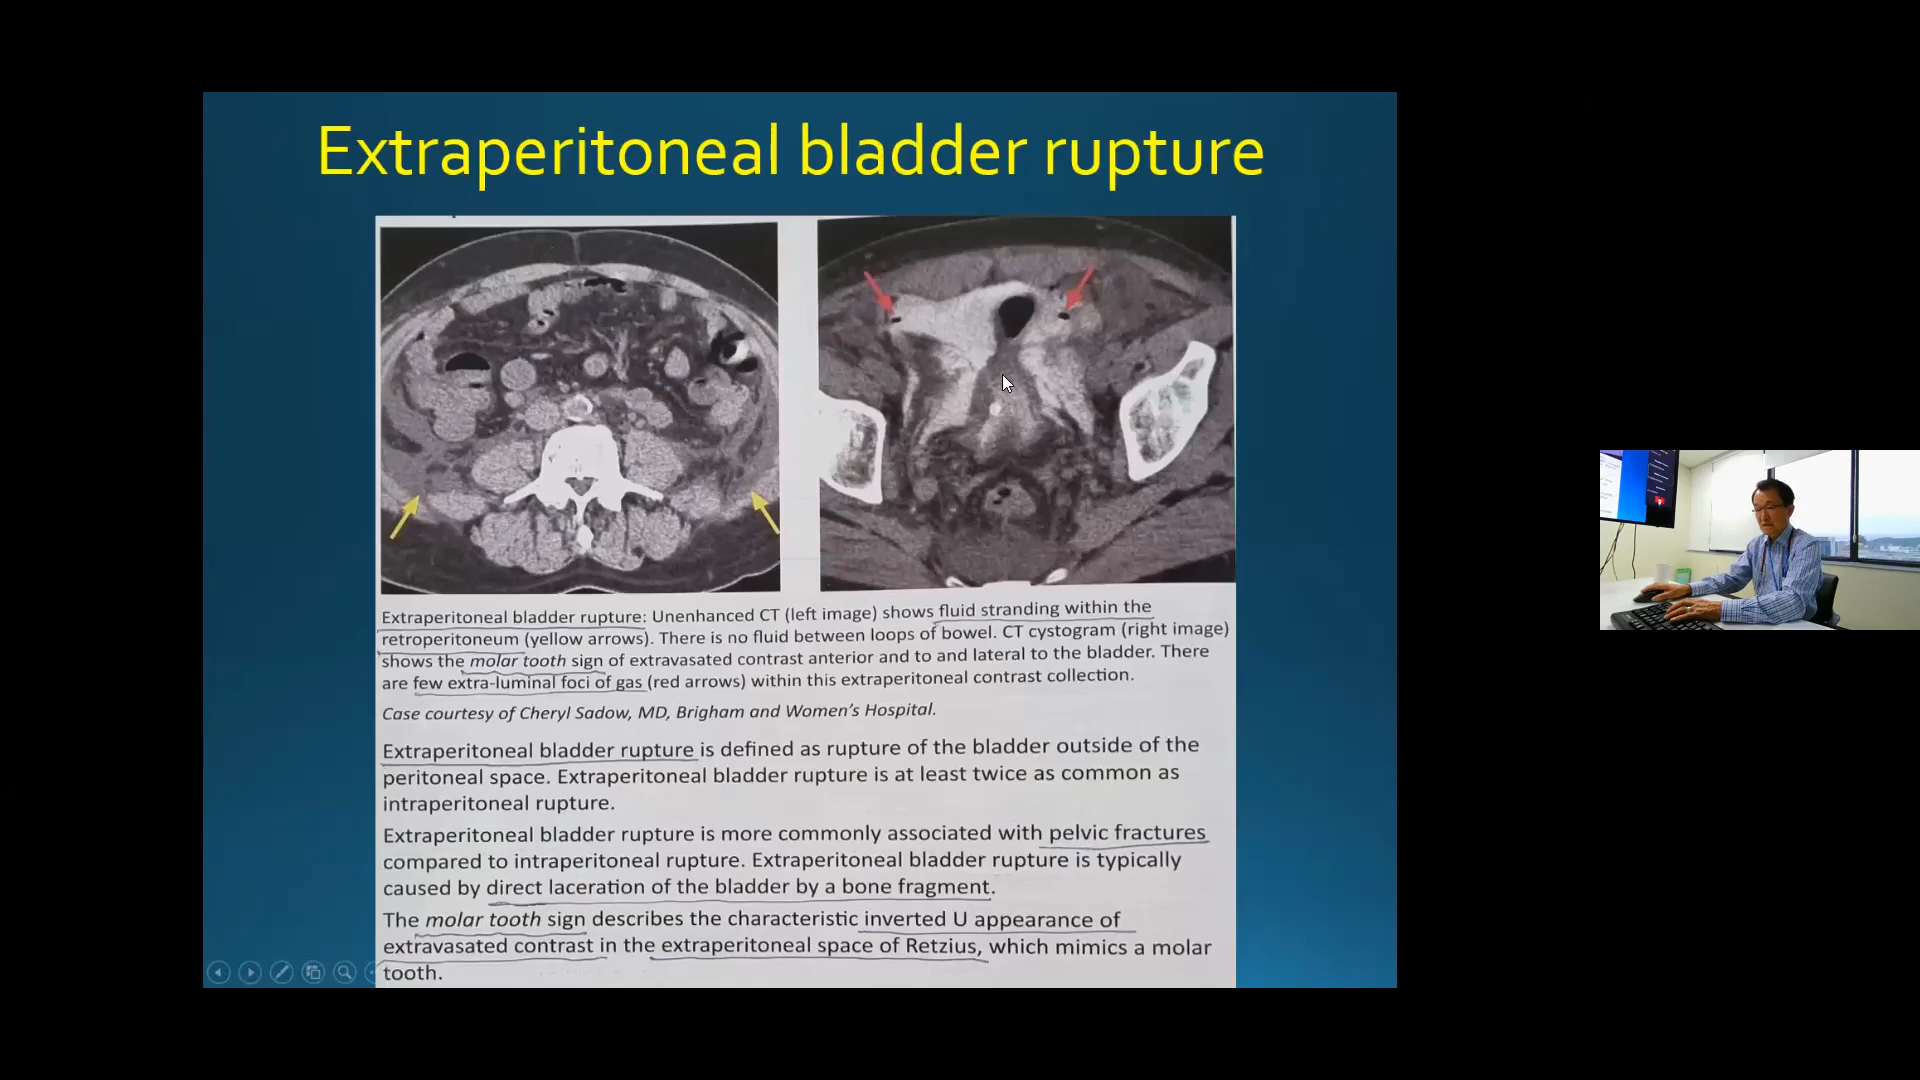 Extraperitoneal bladder rupture
Extraperitoneal bladder rupture: Unenhanced CT (left image) shows fluid stranding within the
retroperitoneum (yellow arrows). There is no fluid between loops of bowel. CT cystogram (right image)
shows the molar tooth sign of extravasated contrast anterior and to and lateral to the bladder. There
are few extra-luminal foci of gas (red arrows) within this extraperitoneal contrast collection.
Case courtesy of Cheryl Sadow, MD, Brigham and Women's Hospital.
Extraperitoneal bladder rupture is defined as rupture of the bladder outside of the
peritoneal space. Extraperitoneal bladder rupture is at least twice as common as
intraperitoneal rupture.
Extraperitoneal bladder rupture is more commonly associated with pelvic fractures
compared to intraperitoneal rupture. Extraperitoneal bladder rupture is typically
caused by direct laceration of the bladder by a bone fragment.
The molar tooth sign describes the characteristic inverted U appearance of
extravasated contrast in the extraperitoneal space of Retzius, which mimics a molar
tooth.